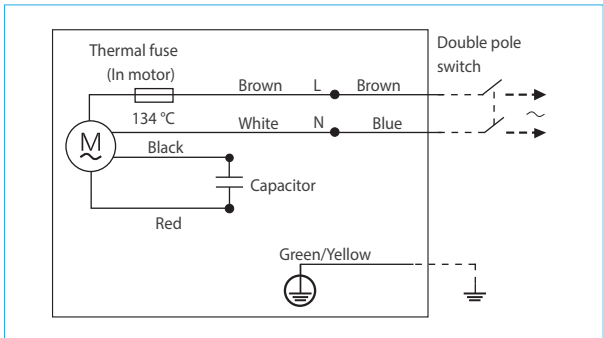 Thermal fuse
(In motor)
Double pole
switch
Brown L Brown
134 °C
White N Blue
M
Black
Capacitor
Red
Green/Yellow